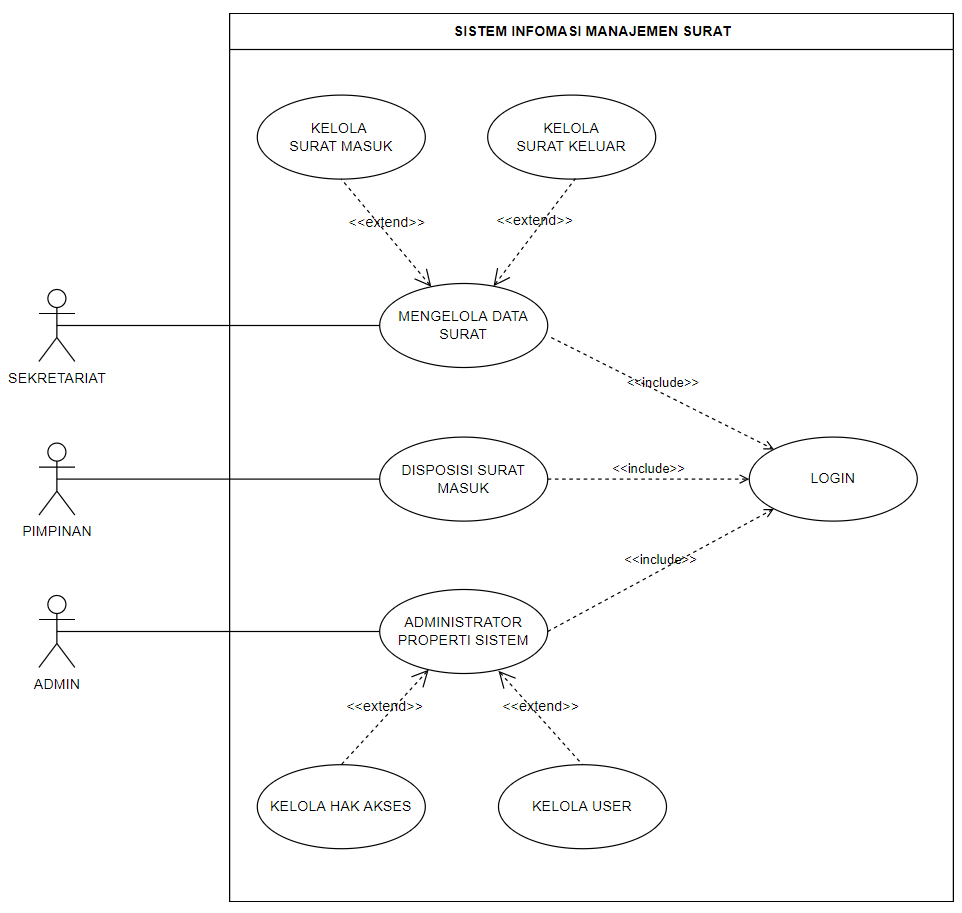 SISTEM INFOMASI MANAJEMEN SURAT
KELOLA
SURAT MASUK
KELOLA
SURAT KELUAR
<<extend>>
<<extend>>
MENGELOLA DATA
SURAT
SEKRETARIAT
<<include>>
DISPOSISI SURAT
MASUK
<<include>>
LOGIN
PIMPINAN
<<include>>
ADMINISTRATOR
PROPERTI SISTEM
ADMIN
<<extend>>
<<extend>>
KELOLA HAK AKSES
KELOLA USER